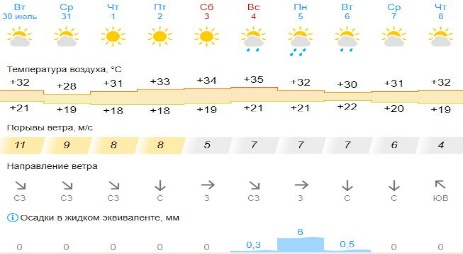 Вт Ср Чт Пт Сб Вс Пн Вт Ср Чт
30 июль 31 1 2 3 4 5 6 7 8
Температура воздуха, °C
+32 +28 +31 +33 +34 +35 +32 +30 +31 +32
+21 +19 +18 +18 +19 +21 +21 +22 +20 +19
Порывы ветра, м/с
11 9 8 8 5 7 7 7 6 4
Направление ветра
СЗ СЗ СЗ С З СЗ З С С ЮВ
Осадки в жидком эквиваленте, мм
0 0 0 0 0 0,3 6 0,5 0 0